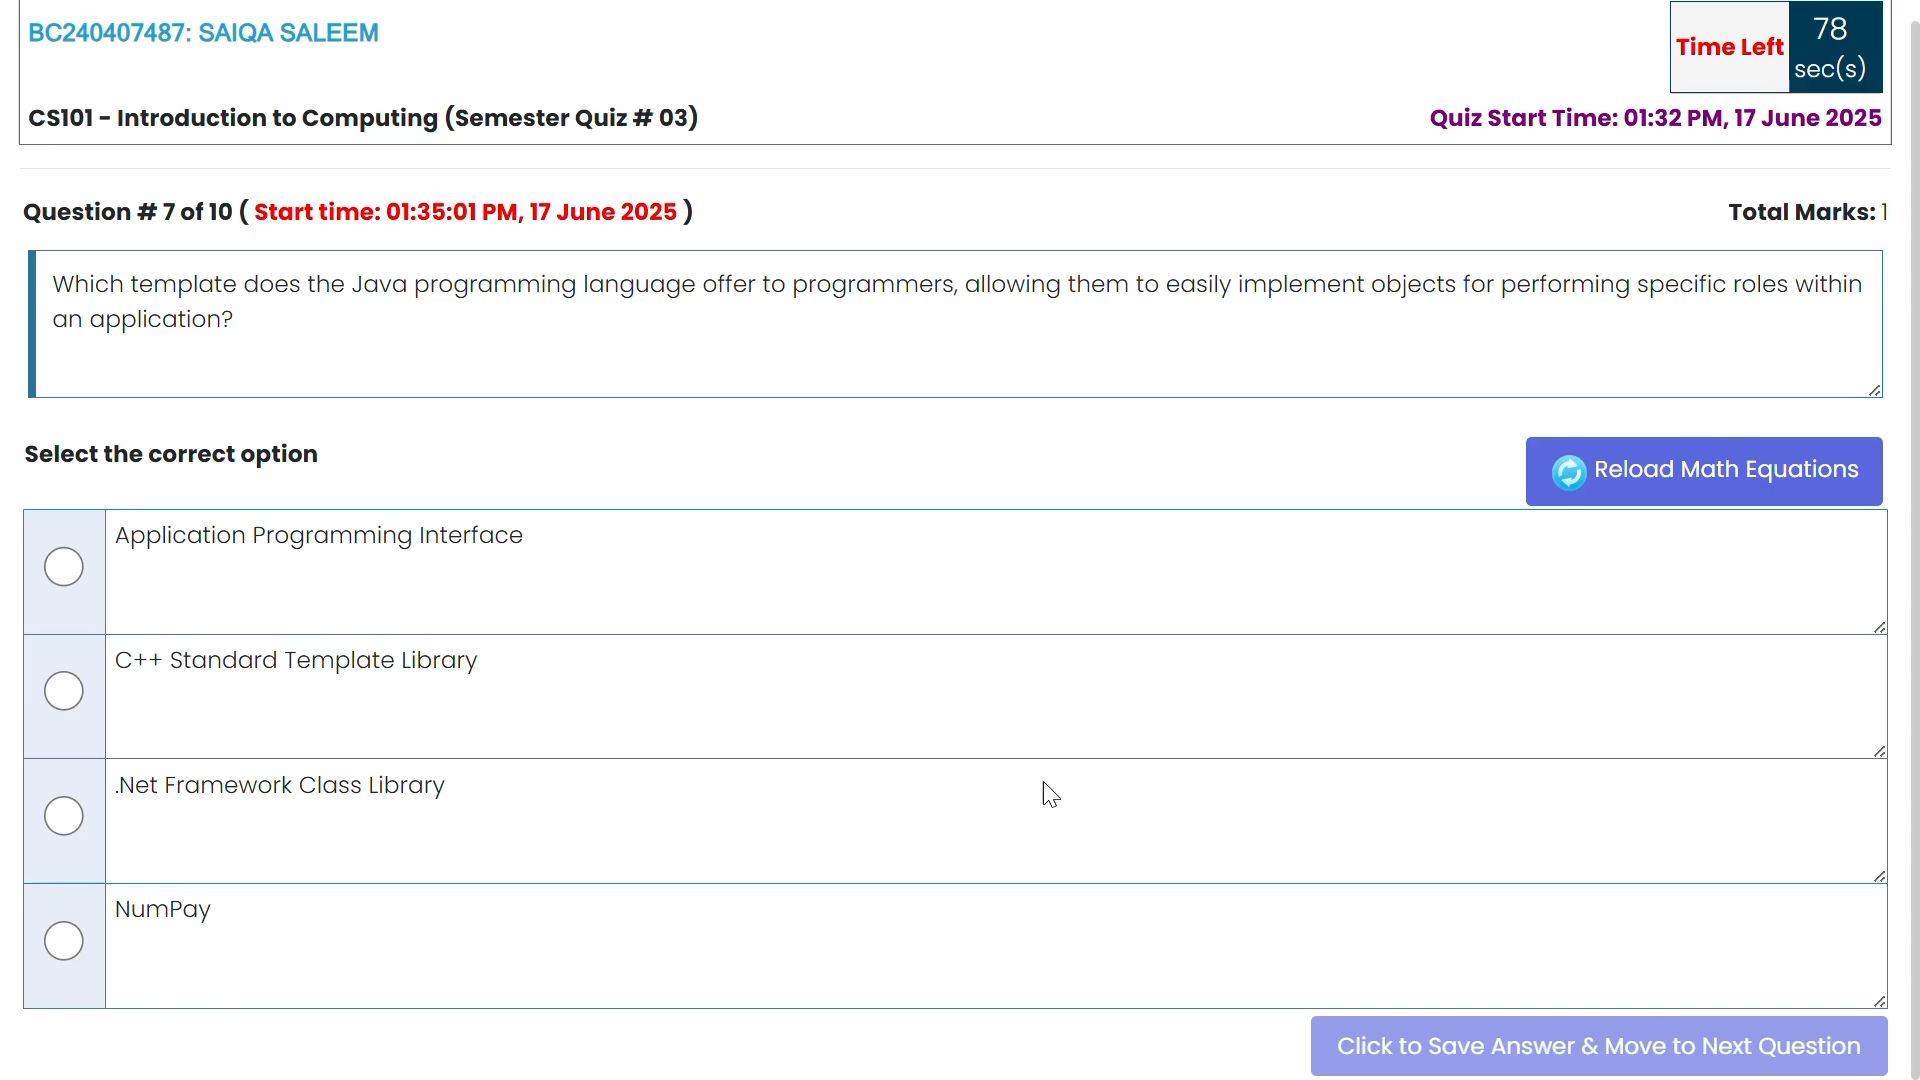 BC240407487: SAIQA SALEEM
Time Left
78
sec(s)
CS101 - Introduction to Computing (Semester Quiz # 03)
Quiz Start Time: 01:32 PM, 17 June 2025
Question # 7 of 10 ( Start time: 01:35:01 PM, 17 June 2025 )
Total Marks: 1
Which template does the Java programming language offer to programmers, allowing them to easily implement objects for performing specific roles within
an application?
Select the correct option
Reload Math Equations
Application Programming Interface
C++ Standard Template Library
.Net Framework Class Library
NumPay
Click to Save Answer & Move to Next Question